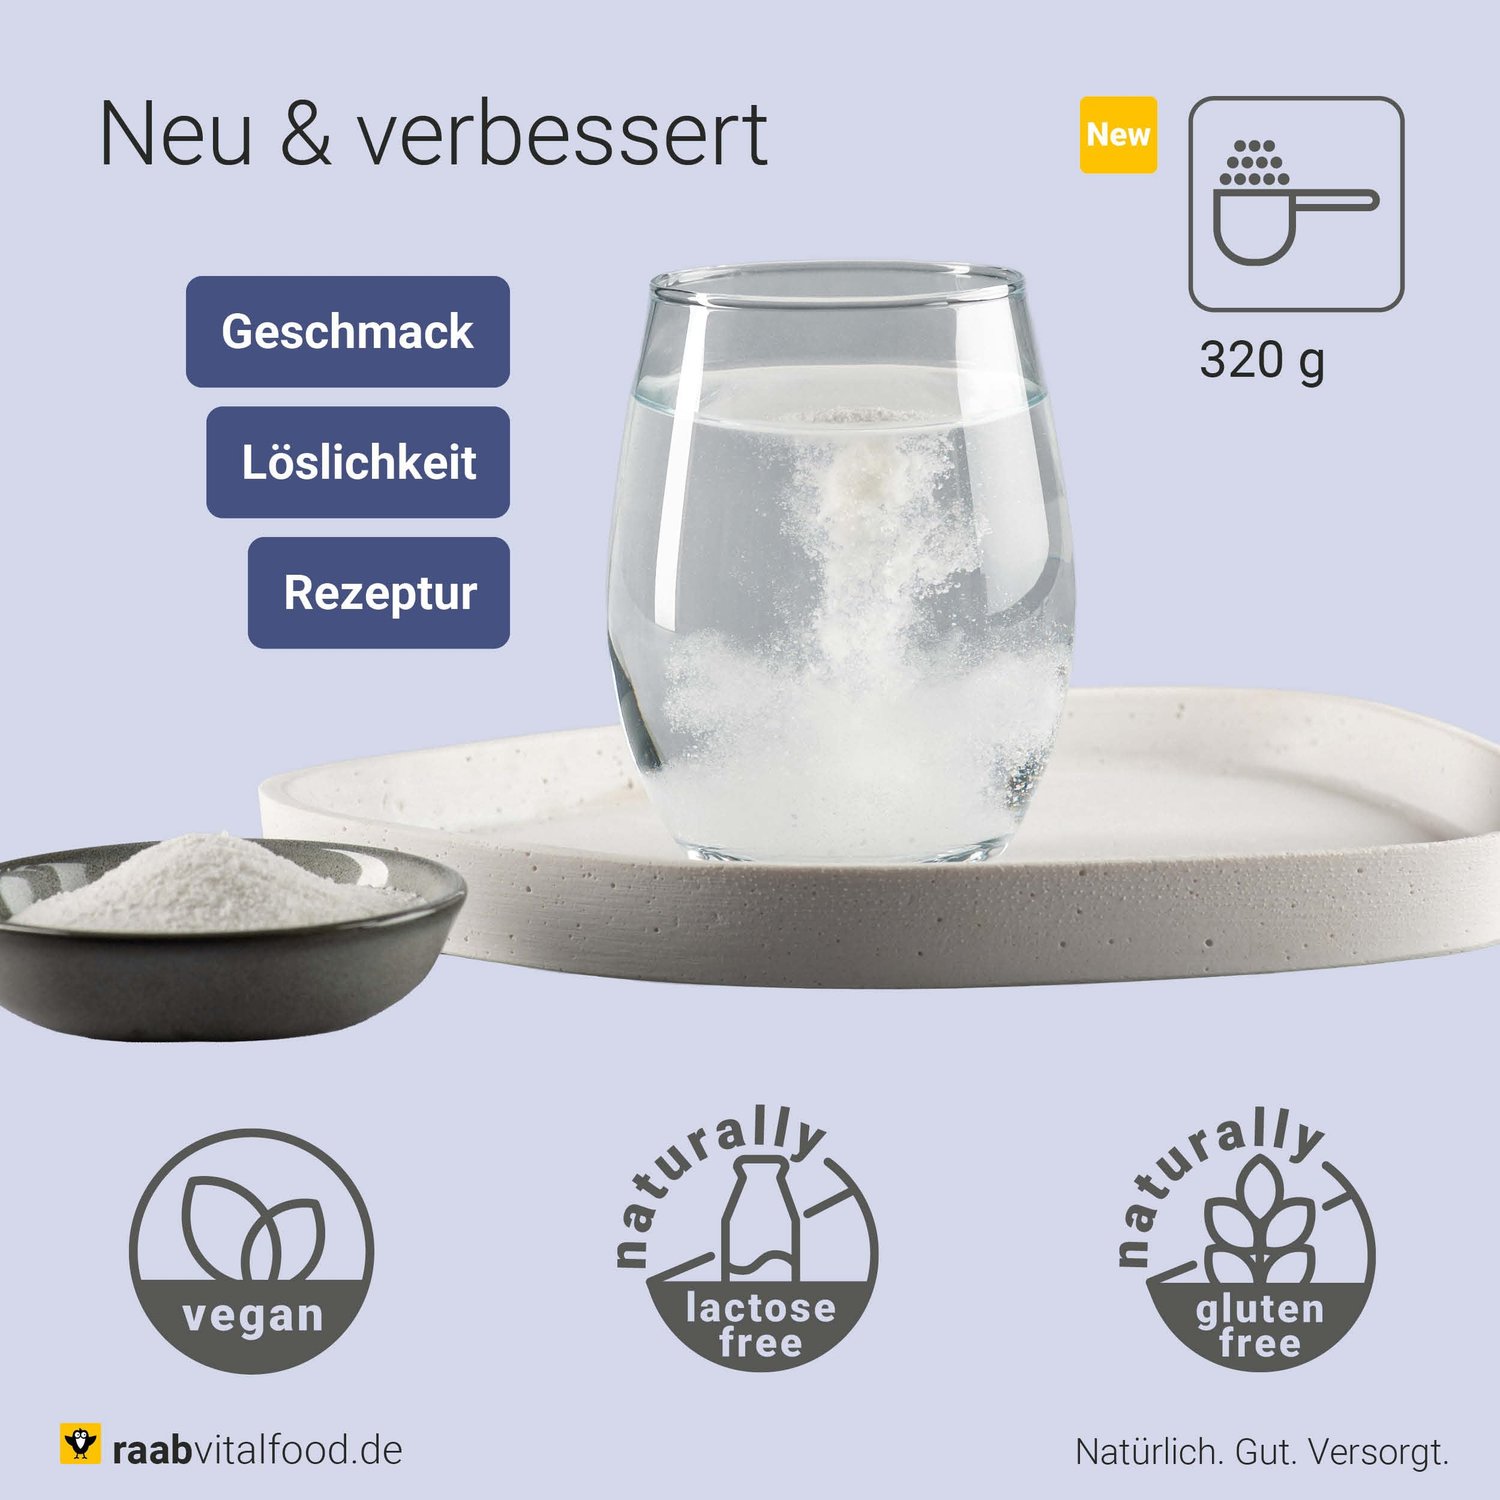 Neu & verbessert
New
320 g
Geschmack
Löslichkeit
Rezeptur
vegan
naturally
lactose
free
naturally
gluten
free
raabvitalfood.de
Natürlich. Gut. Versorgt.